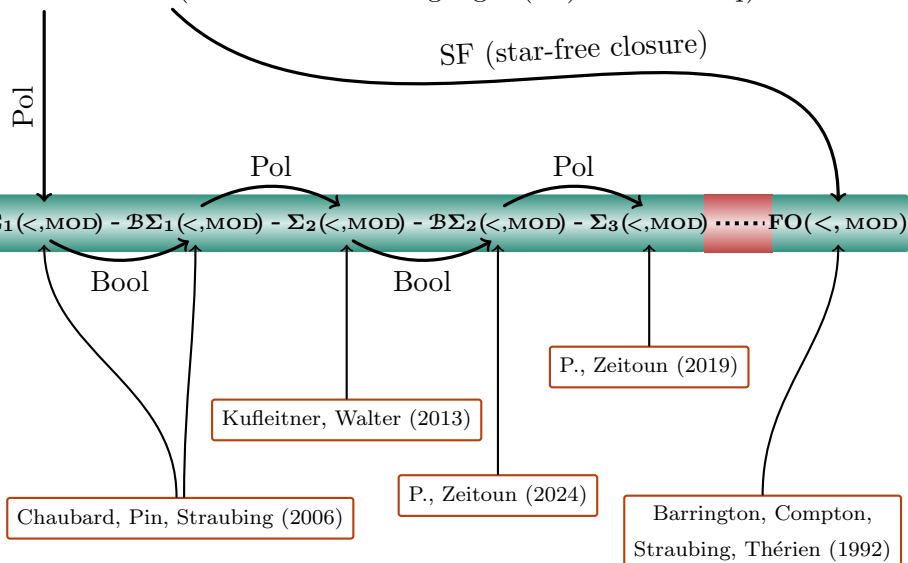 SF (star-free closure)
Pol
Pol
Pol
₁(<,MOD) - ℬΣ₁(<,MOD) - Σ₂(<,MOD) - ℬΣ₂(<,MOD) - Σ₃(<,MOD) ······ FO(<, MOD)
Bool
Bool
P., Zeitoun (2019)
Kufleitner, Walter (2013)
P., Zeitoun (2024)
Chaubard, Pin, Straubing (2006)
Barrington, Compton,
Straubing, Thérien (1992)